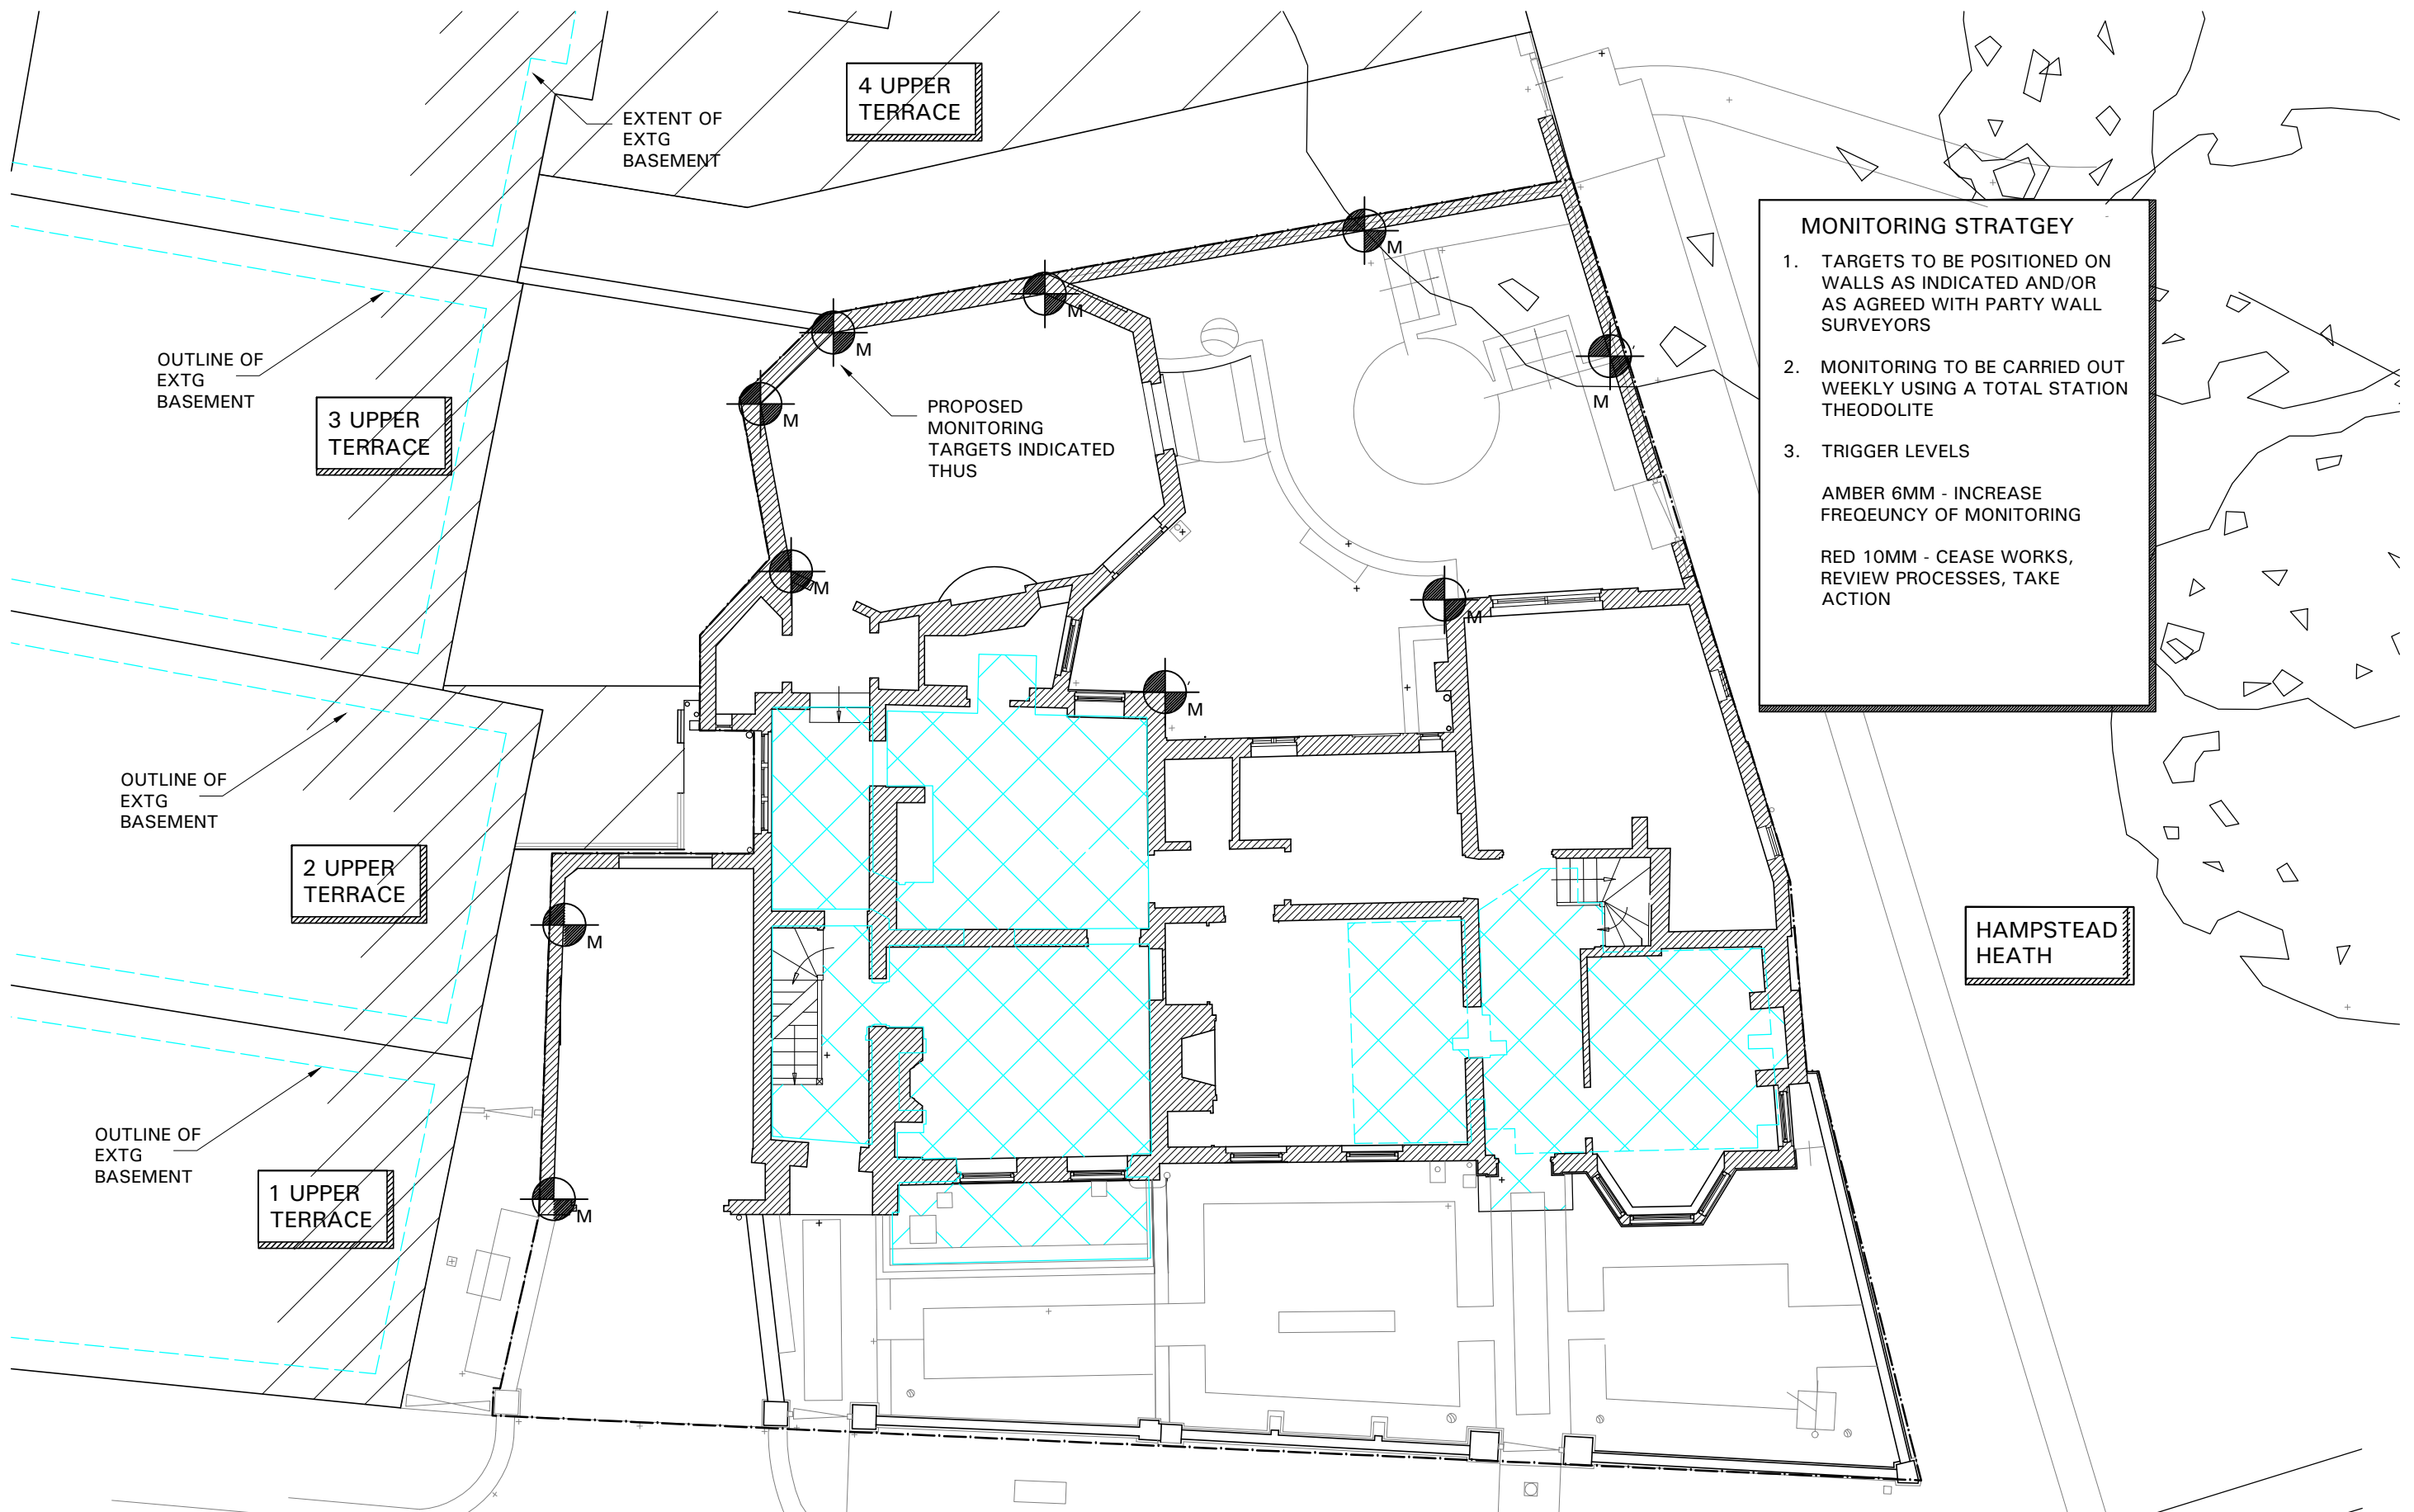 4 UPPER
TERRACE
EXTENT OF
EXTG
BASEMENT
MONITORING STRATGEY
1. TARGETS TO BE POSITIONED ON
WALLS AS INDICATED AND/OR
AS AGREED WITH PARTY WALL
SURVEYORS
2. MONITORING TO BE CARRIED OUT
WEEKLY USING A TOTAL STATION
THEODOLITE
3. TRIGGER LEVELS
AMBER 6MM - INCREASE
FREQEUNCY OF MONITORING
RED 10MM - CEASE WORKS,
REVIEW PROCESSES, TAKE
ACTION
M
M
M
M
M
OUTLINE OF
EXTG
BASEMENT
3 UPPER
TERRACE
PROPOSED
MONITORING
TARGETS INDICATED
THUS
M
M
M
OUTLINE OF
EXTG
BASEMENT
2 UPPER
TERRACE
M
HAMPSTEAD
HEATH
OUTLINE OF
EXTG
BASEMENT
1 UPPER
TERRACE
M